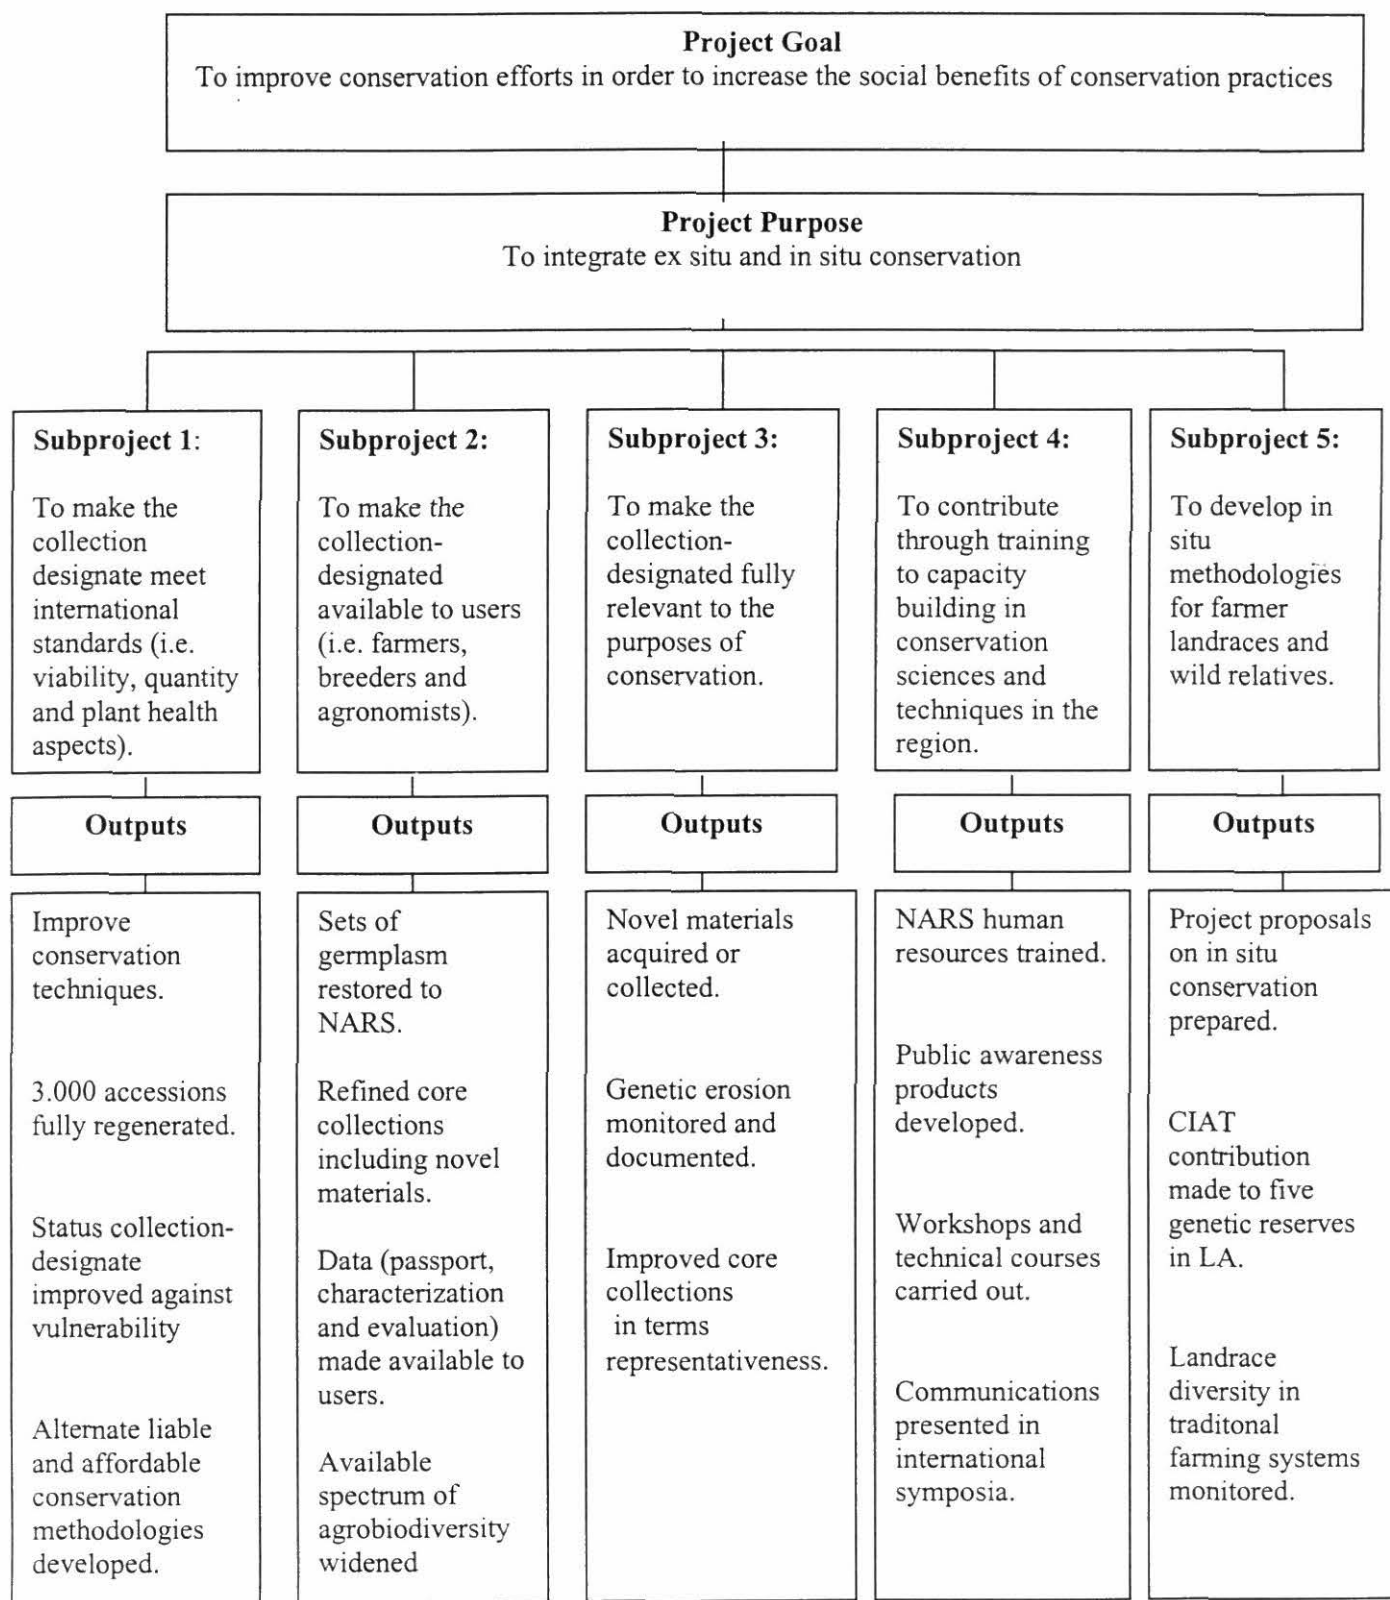 Project Goal
To improve conservation efforts in order to increase the social benefits of conservation practices
Project Purpose
To integrate ex situ and in situ conservation
Subproject 1:
To make the
collection
designate meet
international
standards (i.e.
viability, quantity
and plant health
aspects).
Subproject 2:
To make the
collection-
designated
available to users
(i.e. farmers,
breeders and
agronomists).
Subproject 3:
To make the
collection-
designated fully
relevant to the
purposes of
conservation.
Subproject 4:
To contribute
through training
to capacity
building in
conservation
sciences and
techniques in the
region.
Subproject 5:
To develop in
situ
methodologies
for farmer
landraces and
wild relatives.
Outputs
Outputs
Outputs
Outputs
Outputs
Improve
conservation
techniques.
3.000 accessions
fully regenerated.
Status collection-
designate
improved against
vulnerability
Alternate liable
and affordable
conservation
methodologies
developed.
Sets of
germplasm
restored to
NARS.
Refined core
collections
including novel
materials.
Data (passport,
characterization
and evaluation)
made available to
users.
Available
spectrum of
agrobiodiversity
widened
Novel materials
acquired or
collected.
Genetic erosion
monitored and
documented.
Improved core
collections
in terms
representativeness.
NARS human
resources trained.
Public awareness
products
developed.
Workshops and
technical courses
carried out.
Communications
presented in
international
symposia.
Project proposals
on in situ
conservation
prepared.
CIAT
contribution
made to five
genetic reserves
in LA.
Landrace
diversity in
traditonal
farming systems
monitored.